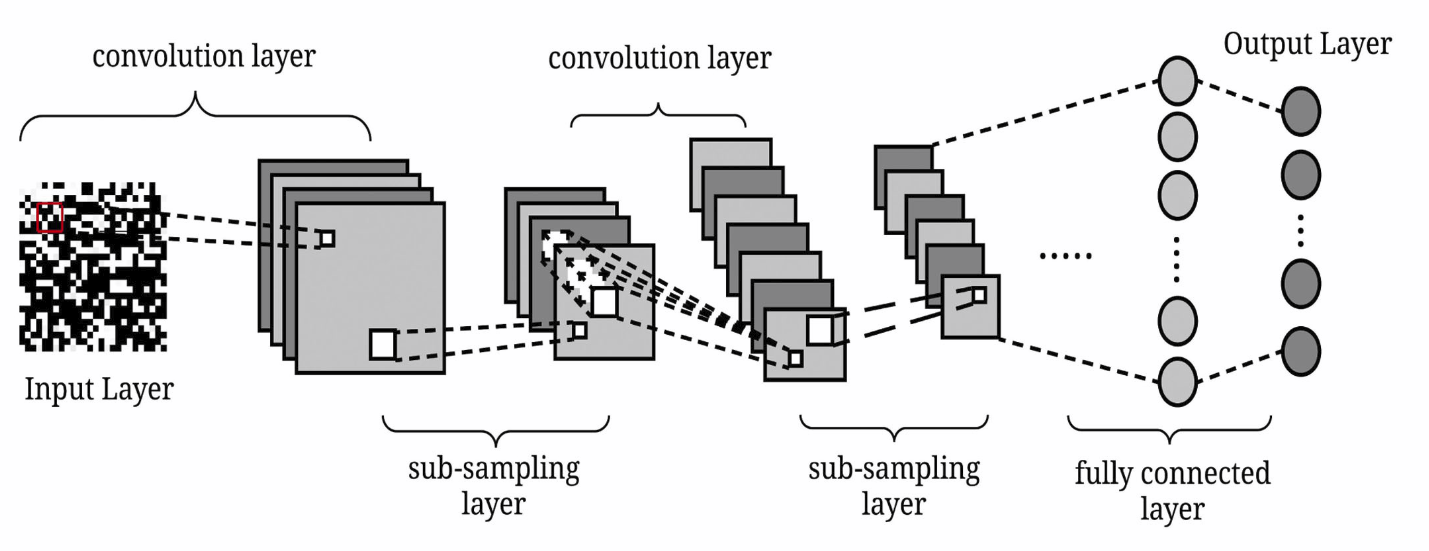 convolution layer
convolution layer
Output Layer
Input Layer
sub-sampling
layer
sub-sampling
layer
fully connected
layer